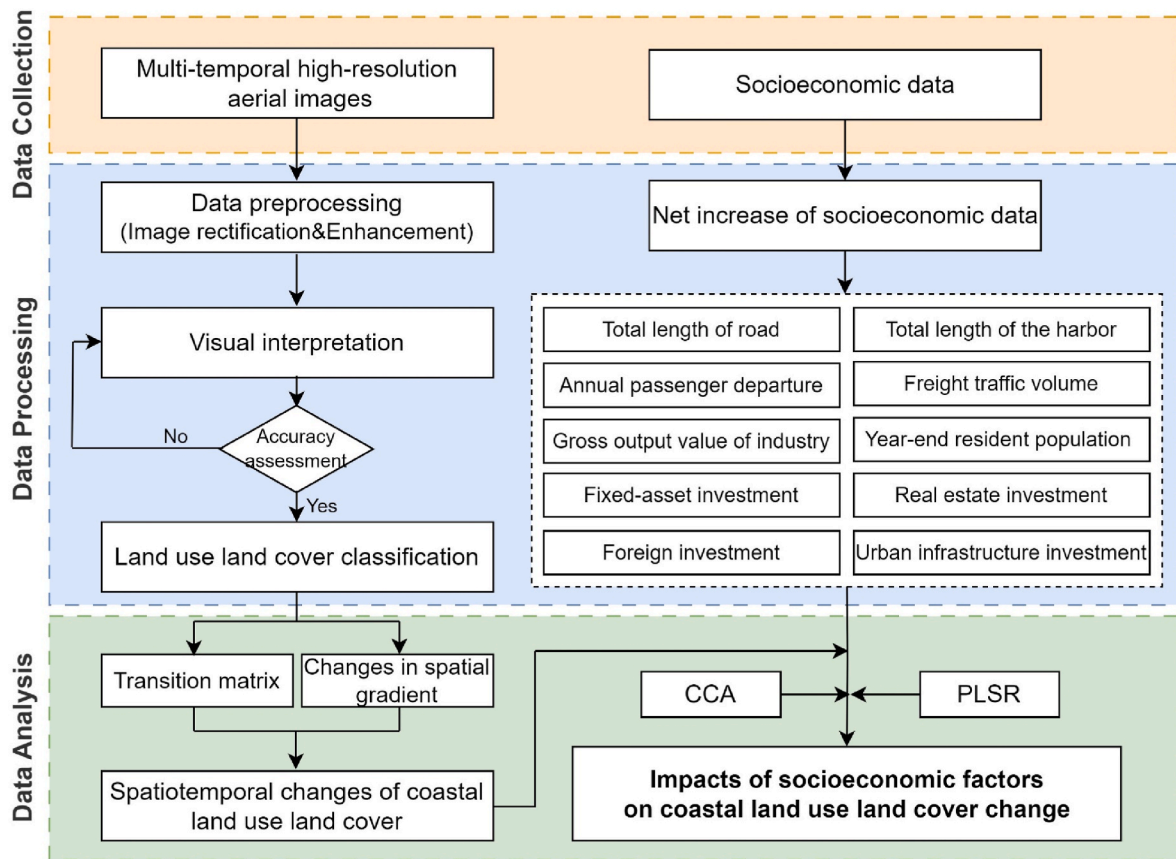 Data Collection
Multi-temporal high-resolution
aerial images
Socioeconomic data
Data Processing
Data preprocessing
(Image rectification&Enhancement)
Net increase of socioeconomic data
Visual interpretation
No
Accuracy
assessment
Yes
Land use land cover classification
Total length of road
Total length of the harbor
Annual passenger departure
Freight traffic volume
Gross output value of industry
Year-end resident population
Fixed-asset investment
Real estate investment
Foreign investment
Urban infrastructure investment
Data Analysis
Transition matrix
Changes in spatial
gradient
CCA
PLSR
Spatiotemporal changes of coastal
land use land cover
Impacts of socioeconomic factors
on coastal land use land cover change